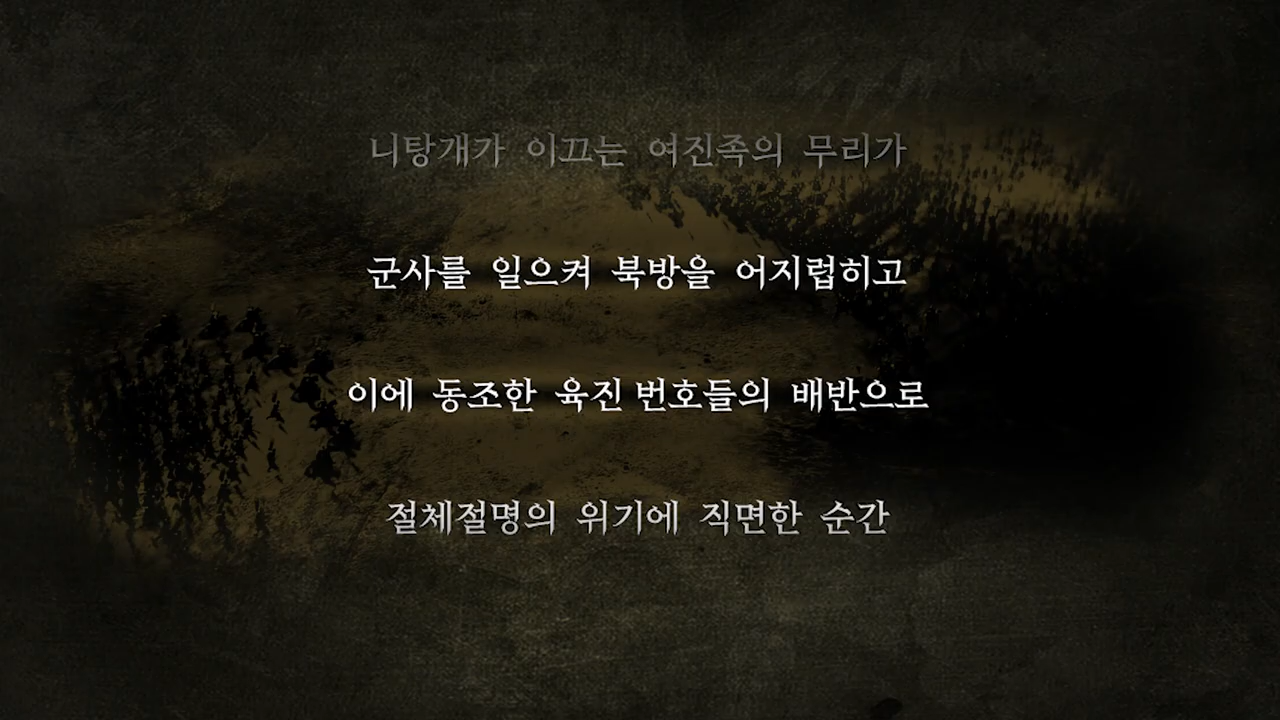 니탕개가 이끄는 여진족의 무리가
군사를 일으켜 북방을 어지럽히고
이에 동조한 육진 번호들의 배반으로
절체절명의 위기에 직면한 순간